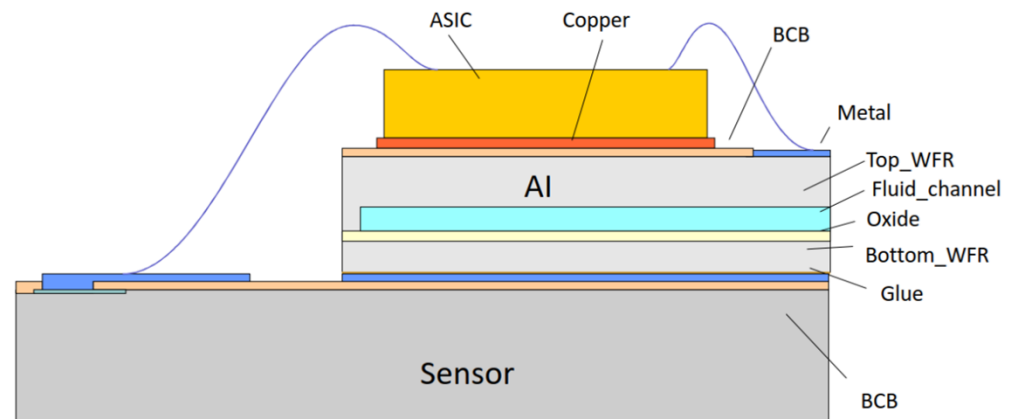 ASIC
Copper
BCB
Metal
Top_WFR
AI
Fluid_channel
Oxide
Bottom_WFR
Glue
Sensor
BCB